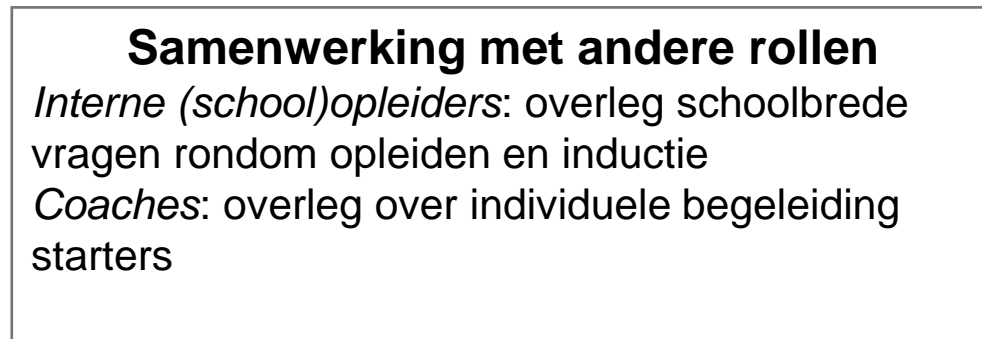 Samenwerking met andere rollen
Interne (school)opleiders: overleg schoolbrede
vragen rondom opleiden en inductie
Coaches: overleg over individuele begeleiding
starters